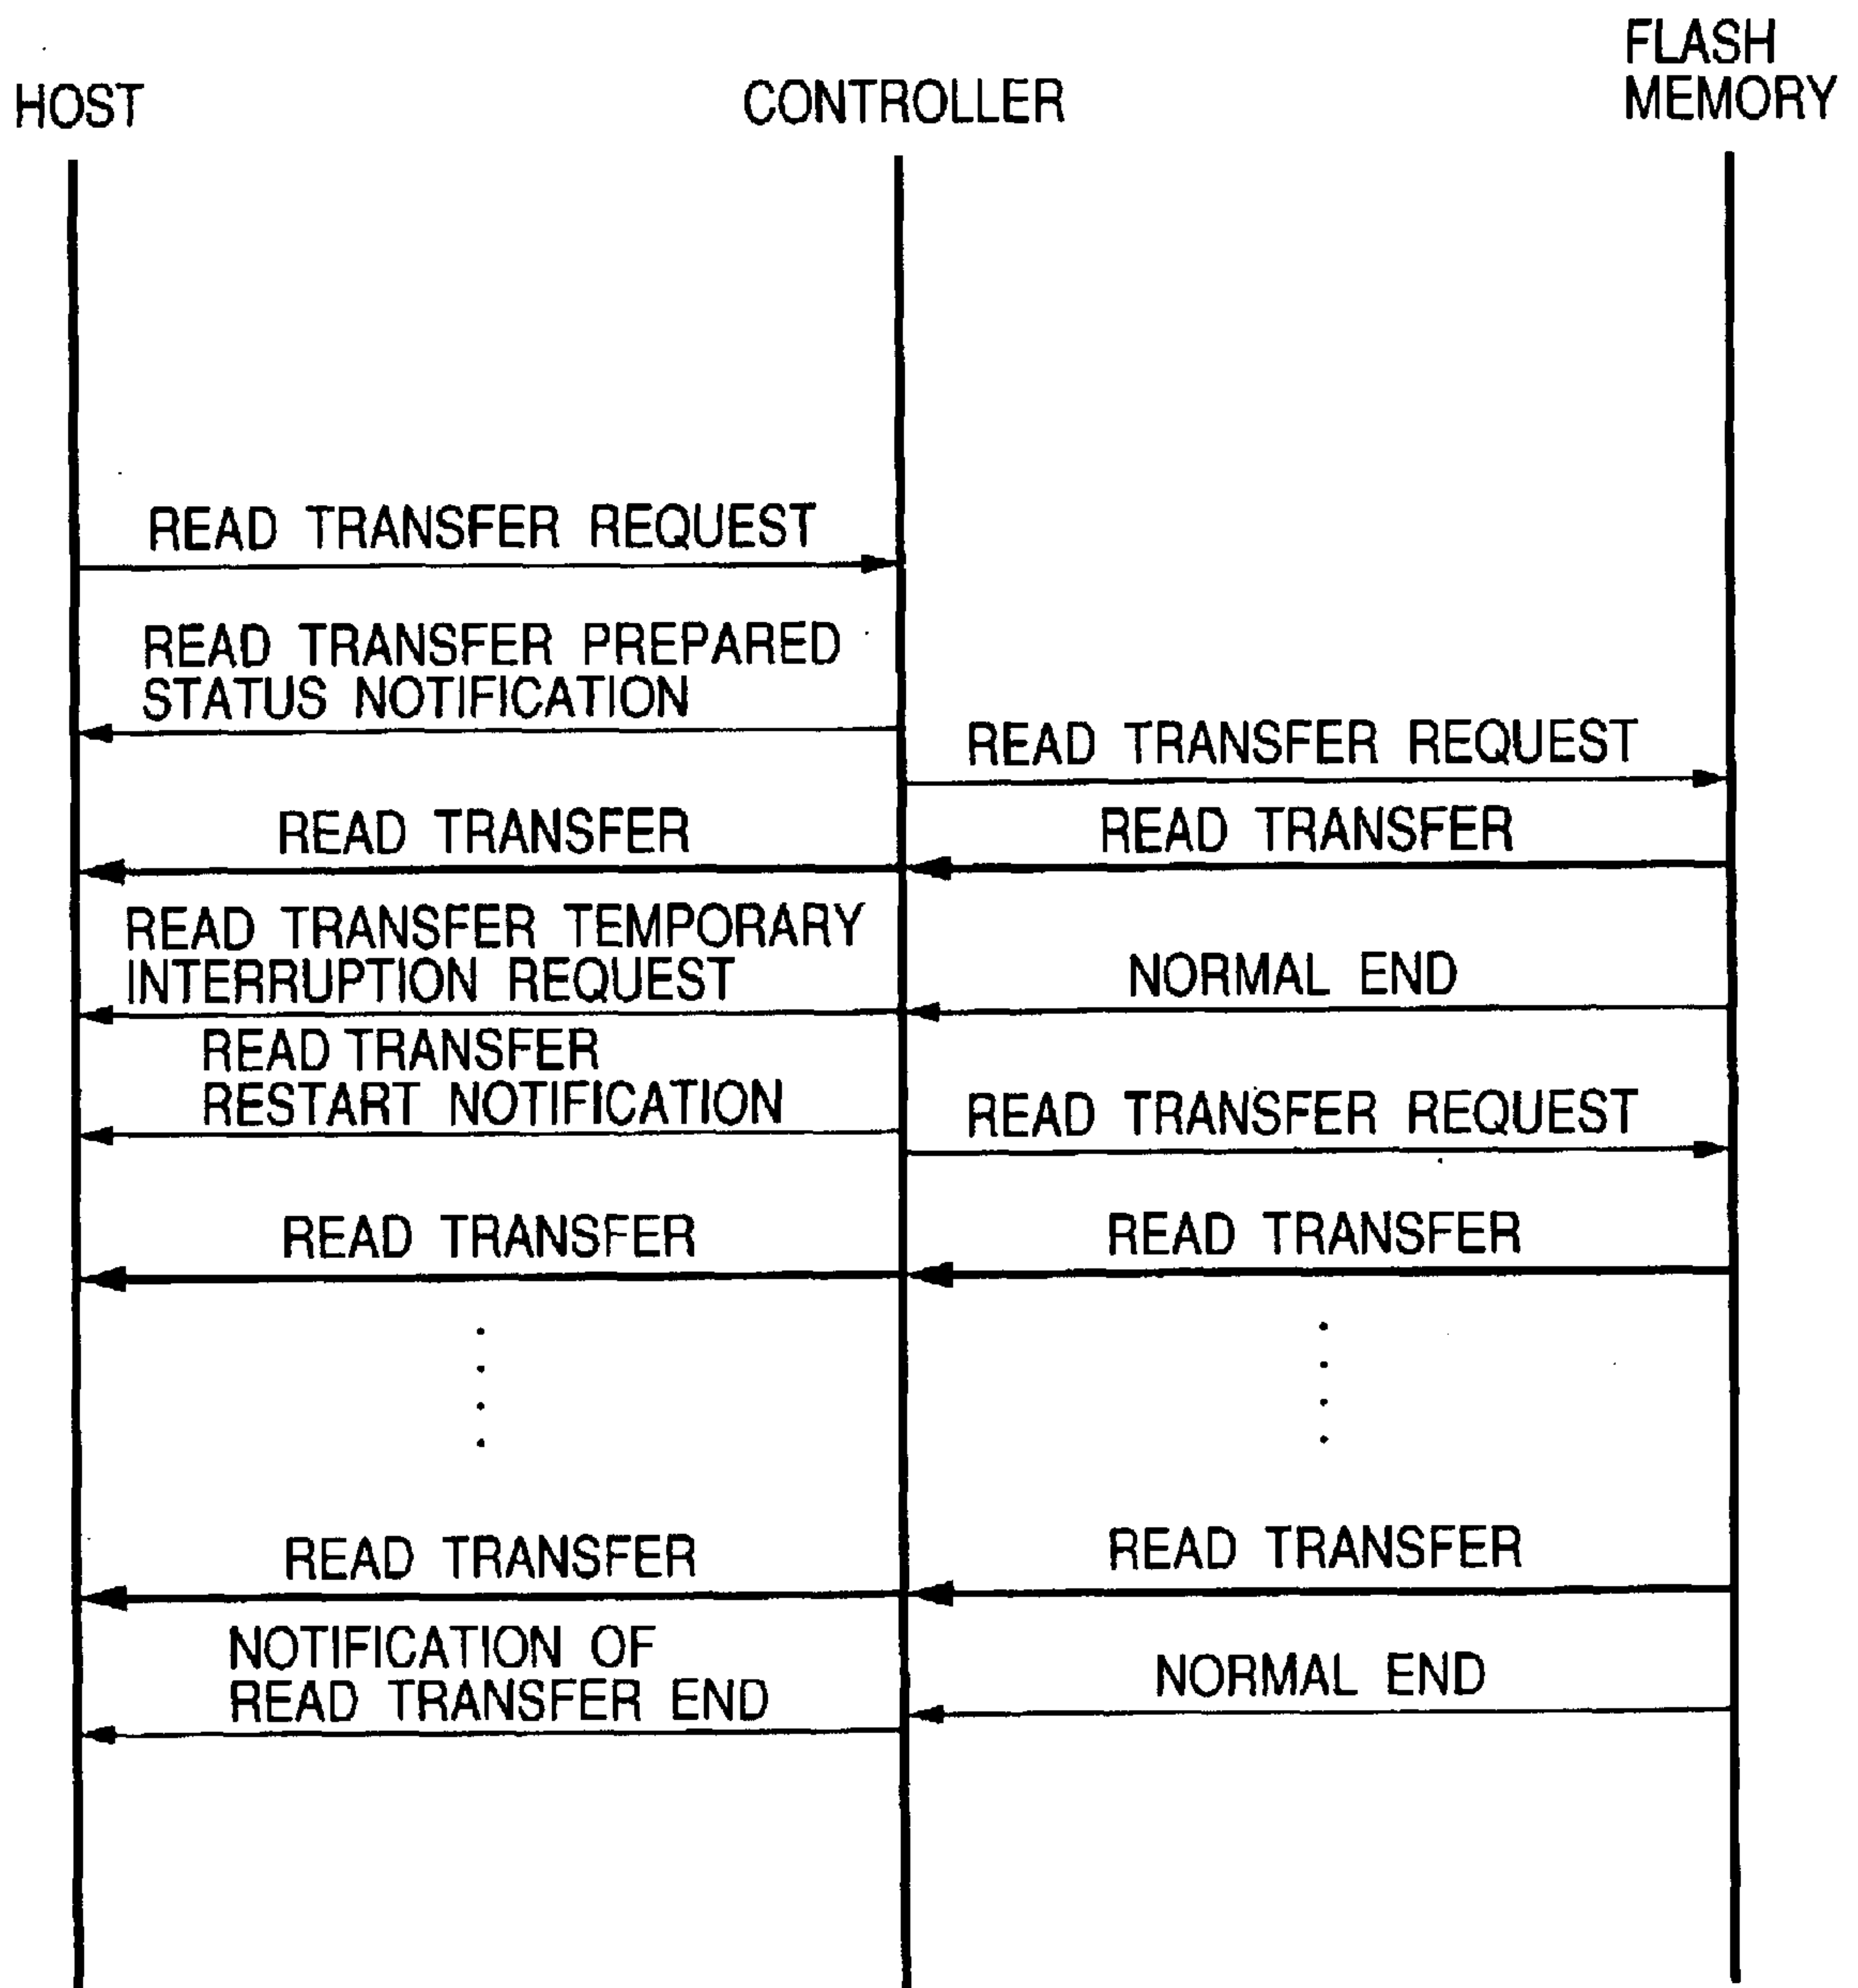 FLASH
MEMORY
HOST
CONTROLLER
READ TRANSFER REQUEST
READ TRANSFER PREPARED
STATUS NOTIFICATION
READ TRANSFER REQUEST
READ TRANSFER
READ TRANSFER
READ TRANSFER TEMPORARY
INTERRUPTION REQUEST
NORMAL END
READ TRANSFER
RESTART NOTIFICATION
READ TRANSFER REQUEST
READ TRANSFER
READ TRANSFER
READ TRANSFER
READ TRANSFER
NOTIFICATION OF
READ TRANSFER END
NORMAL END